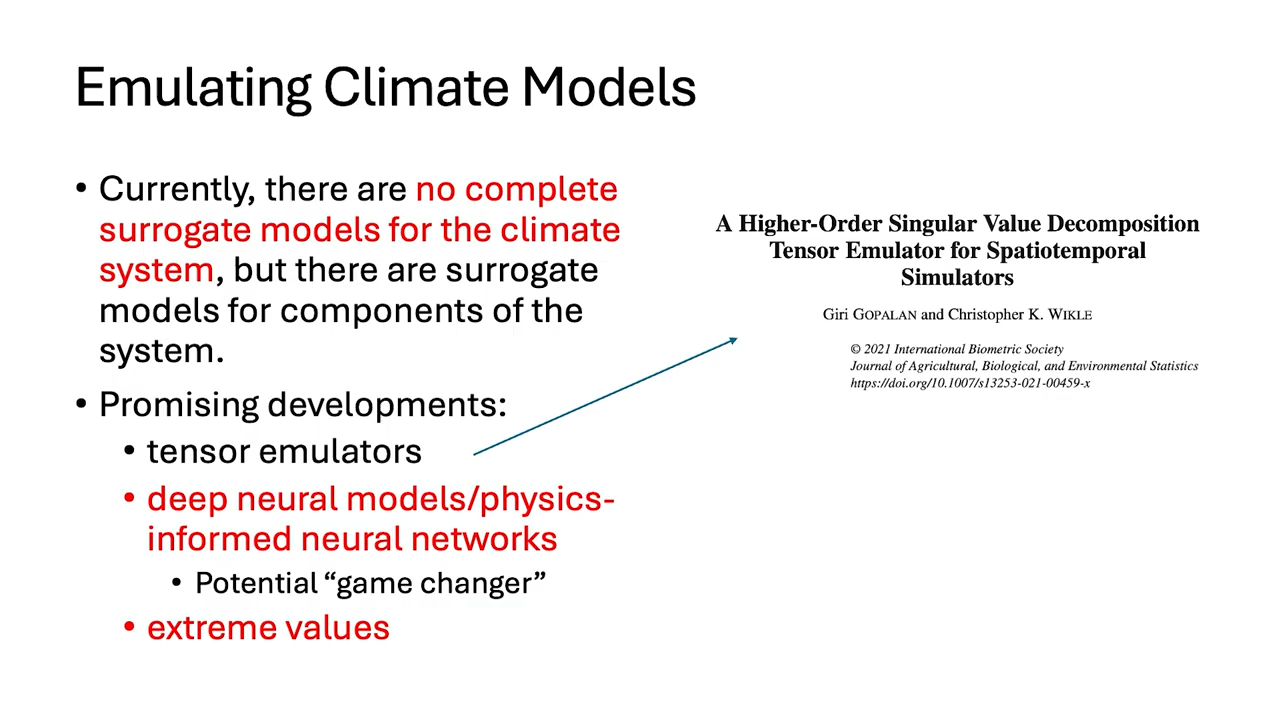 Emulating Climate Models
• Currently, there are no complete
surrogate models for the climate
system, but there are surrogate
models for components of the
system.
• Promising developments:
• tensor emulators
• deep neural models/physics-
informed neural networks
• Potential “game changer”
• extreme values
A Higher-Order Singular Value Decomposition
Tensor Emulator for Spatiotemporal
Simulators
Giri GOPALAN and Christopher K. WIKLE
© 2021 International Biometric Society
Journal of Agricultural, Biological, and Environmental Statistics
https://doi.org/10.1007/s13253-021-00459-x